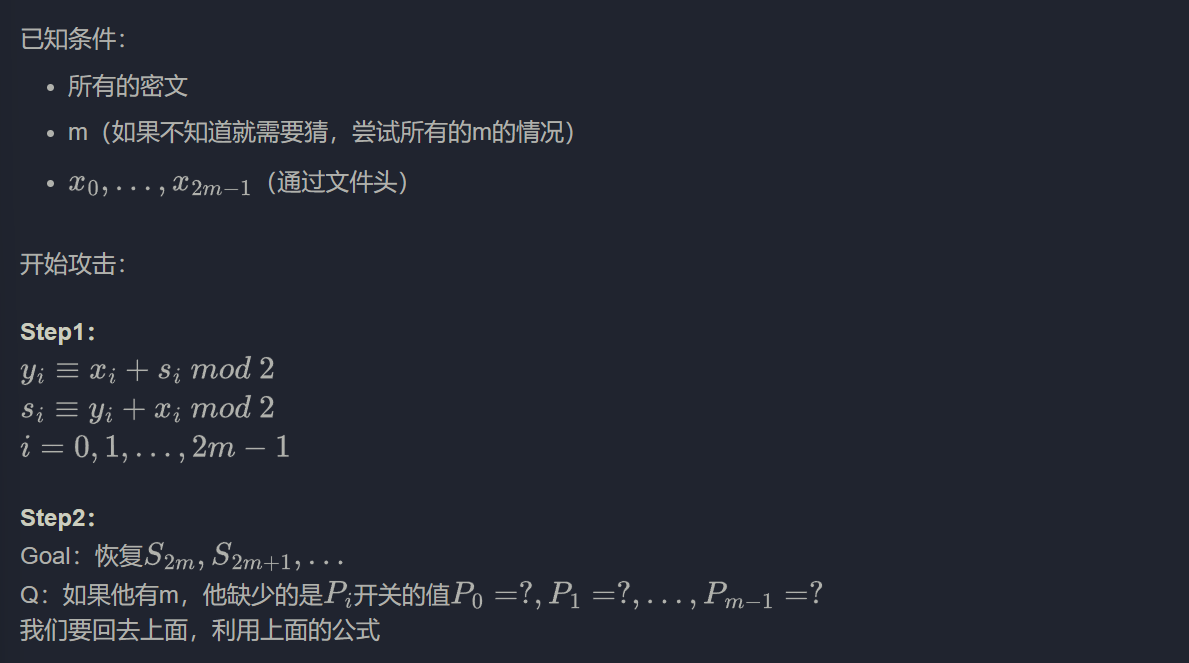 已知条件：
• 所有的密文
• m（如果不知道就需要猜，尝试所有的m的情况）
• $x_0, \ldots, x_{2m-1}$（通过文件头）
开始攻击：
Step1：
$y_i \equiv x_i + s_i \; mod \; 2$
$s_i \equiv y_i + x_i \; mod \; 2$
$i = 0, 1, \ldots, 2m - 1$
Step2：
Goal：恢复$S_{2m}, S_{2m+1}, \ldots$
Q：如果他有m，他缺少的是$P_i$开关的值$P_0 =?, P_1 =?, \ldots, P_{m-1} =?$
我们要回去上面，利用上面的公式